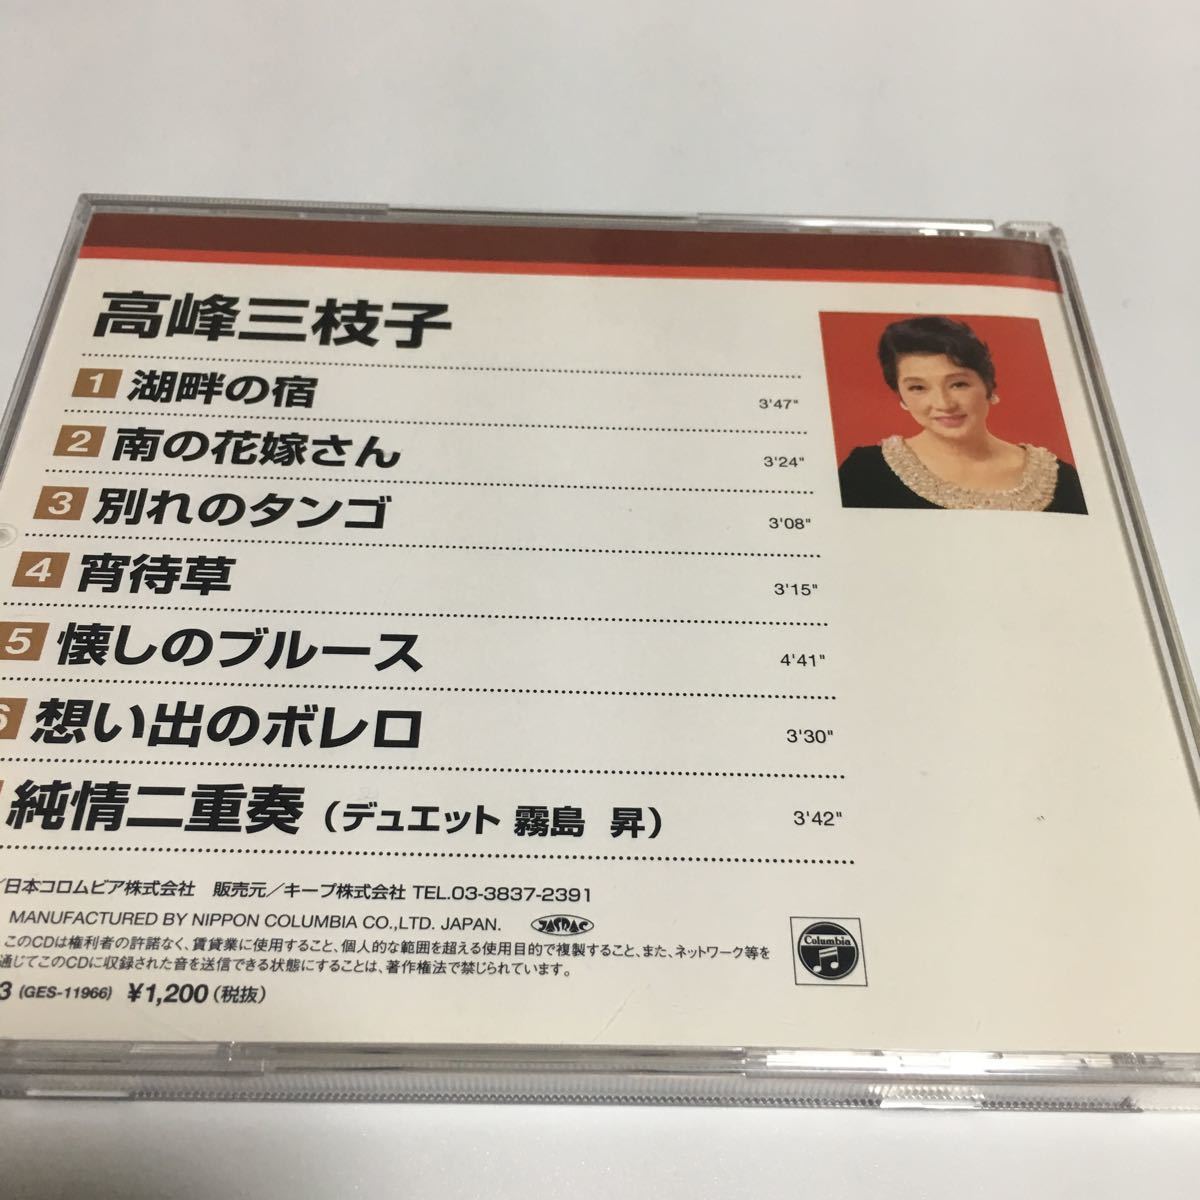 高峰三枝子
1 湖畔の宿 3'47"
2 南の花嫁さん 3'24"
3 別れのタンゴ 3'08"
4 宵待草 3'15"
5 懐しのブルース 4'41"
6 想い出のボレロ 3'30"
純情二重奏（デュエット 霧島 昇） 3'42"
／日本コロムビア株式会社 販売元／キープ株式会社 TEL.03-3837-2391
MANUFACTURED BY NIPPON COLUMBIA CO.,LTD. JAPAN. JASRAC
このCDは権利者の許諾なく、賃貸業に使用すること、個人的な範囲を超える使用目的で複製すること、また、ネットワーク等を
通じてこのCDに収録された音を送信できる状態にすることは、著作権法で禁じられています。
3 (GES-11966) ¥1,200（税抜）
Columbia